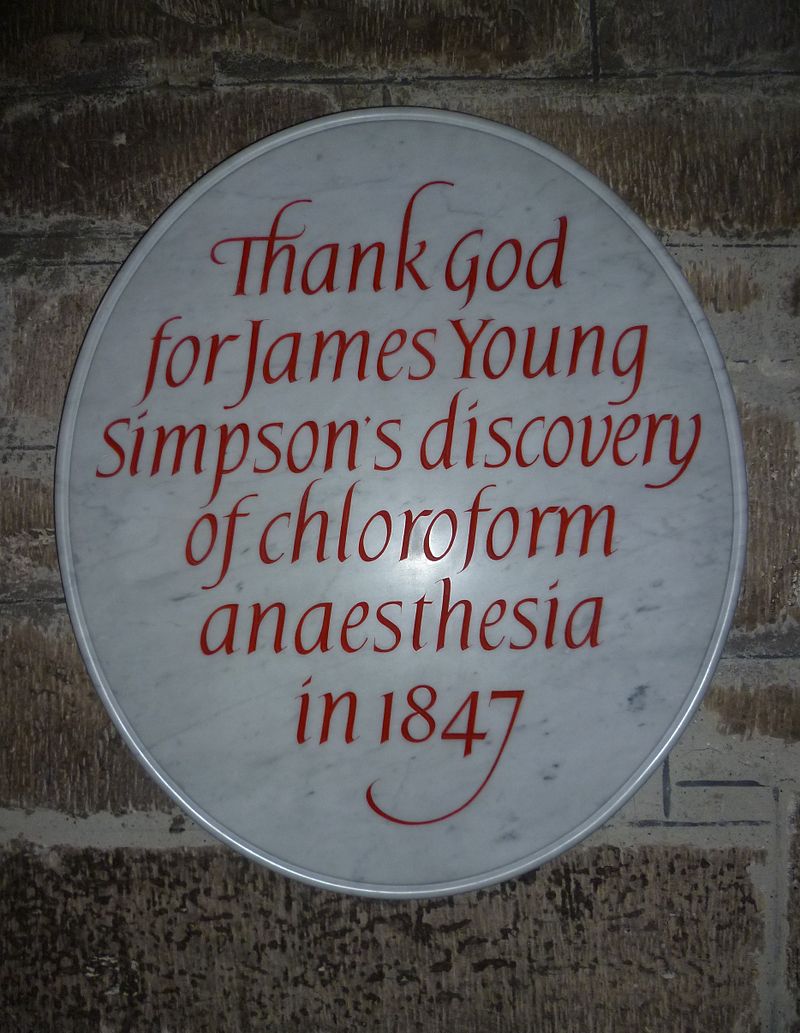 Thank God
for James Young
Simpson's discovery
of chloroform
anaesthesia
in 1847